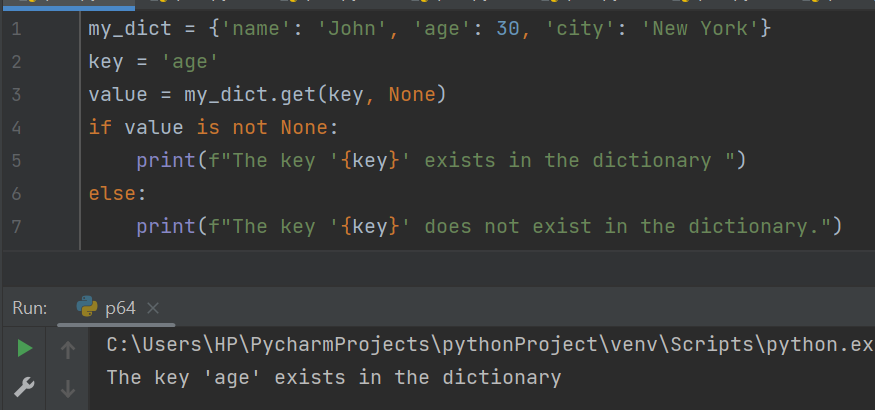 1 my_dict = {'name': 'John', 'age': 30, 'city': 'New York'}
2 key = 'age'
3 value = my_dict.get(key, None)
4 if value is not None:
5 print(f"The key '{key}' exists in the dictionary ")
6 else:
7 print(f"The key '{key}' does not exist in the dictionary.")
Run: p64
C:\Users\HP\PycharmProjects\pythonProject\venv\Scripts\python.ex
The key 'age' exists in the dictionary